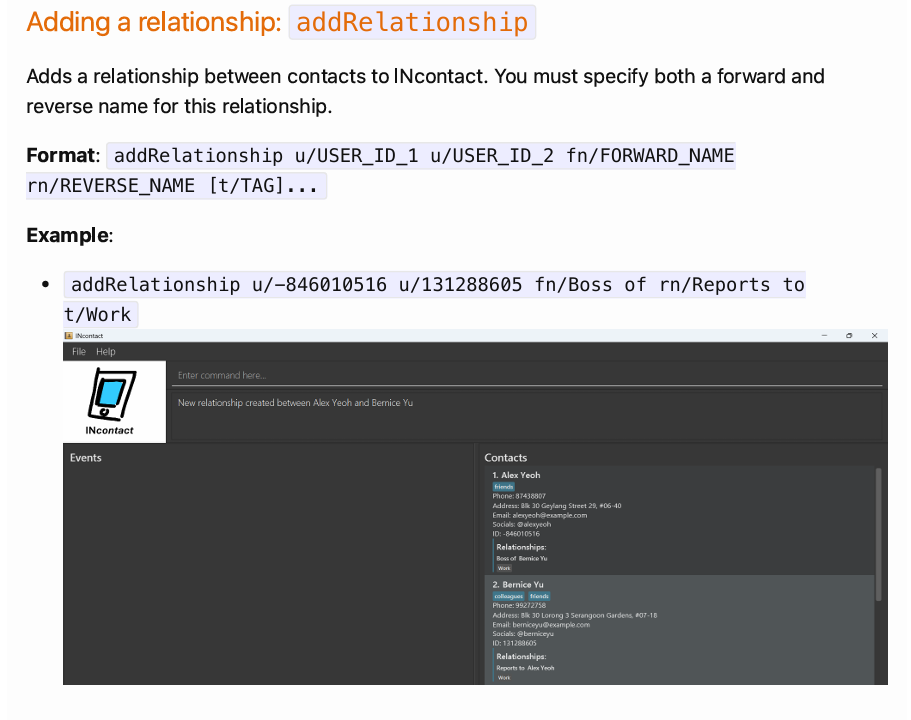 Adding a relationship: addRelationship
Adds a relationship between contacts to INcontact. You must specify both a forward and
reverse name for this relationship.
Format: addRelationship u/USER_ID_1 u/USER_ID_2 fn/FORWARD_NAME
rn/REVERSE_NAME [t/TAG]...
Example:
• addRelationship u/-846010516 u/131288605 fn/Boss of rn/Reports to
t/Work
INcontact
File Help
Enter command here...
INcontact
New relationship created between Alex Yeoh and Bernice Yu
Events
Contacts
1. Alex Yeoh
friends
Phone: 87438807
Address: Blk 30 Geylang Street 29, #06-40
Email: alexyeoh@example.com
Socials: @alexyeoh
ID: -846010516
Relationships:
Boss of Bernice Yu
Work
2. Bernice Yu
colleagues friends
Phone: 99272758
Address: Blk 30 Lorong 3 Serangoon Gardens, #07-18
Email: berniceyu@example.com
Socials: @berniceyu
ID: 131288605
Relationships:
Reports to Alex Yeoh
Work